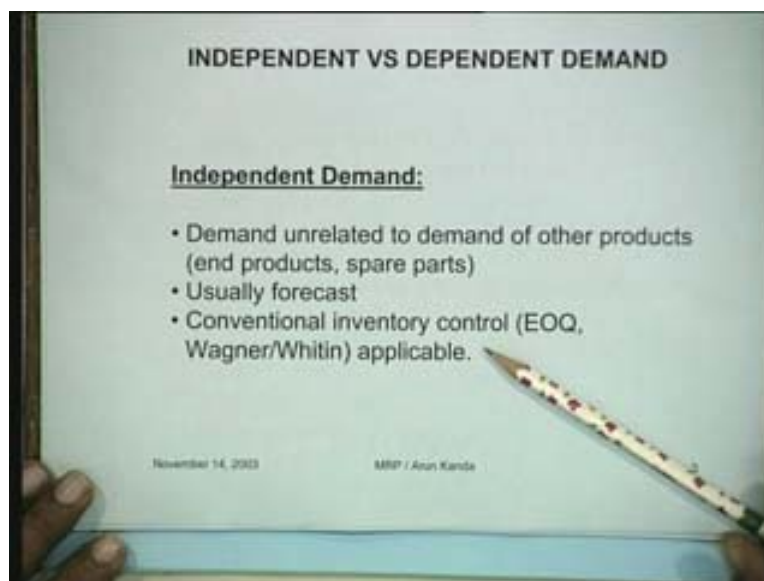 INDEPENDENT VS DEPENDENT DEMAND
Independent Demand:
• Demand unrelated to demand of other products
(end products, spare parts)
• Usually forecast
• Conventional inventory control (EOQ,
Wagner/Whitin) applicable.
November 14, 2003 MRP / Arun Kanda